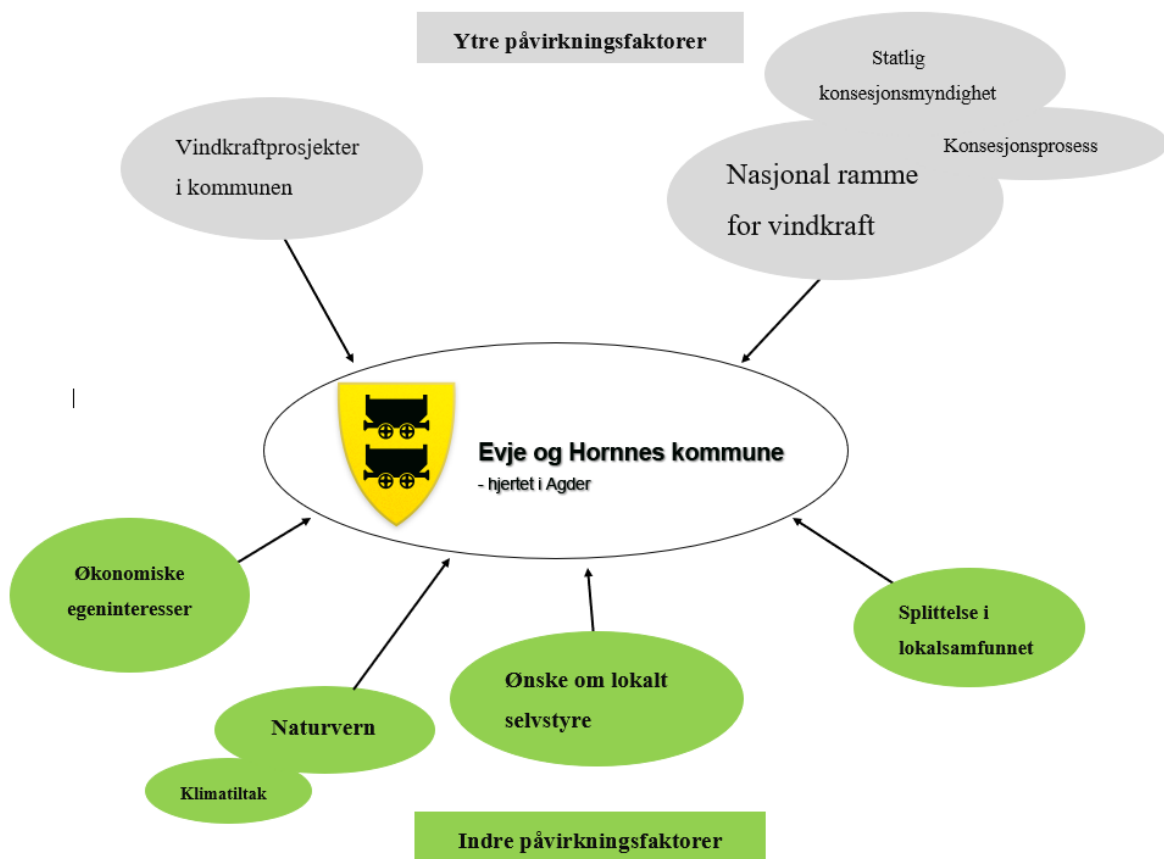 Ytre påvirkningsfaktorer
Statlig
konsesjonsmyndighet
Vindkraftprosjekter
i kommunen
Konsesjonsprosess
Nasjonal ramme
for vindkraft
Evje og Hornnes kommune
- hjertet i Agder
Økonomiske
egeninteresser
Splittelse i
lokalsamfunnet
Ønske om lokalt
selvstyre
Naturvern
Klimatiltak
Indre påvirkningsfaktorer